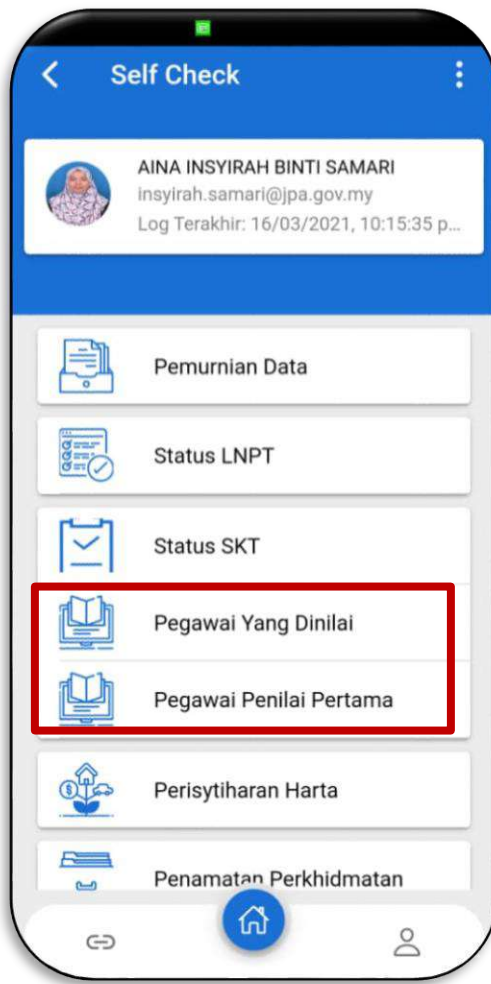 Self Check
AINA INSYIRAH BINTI SAMARI
insyirah.samari@jpa.gov.my
Log Terakhir: 16/03/2021, 10:15:35 p...
Pemurnian Data
Status LNPT
Status SKT
Pegawai Yang Dinilai
Pegawai Penilai Pertama
Perisytiharan Harta
Penamatan Perkhidmatan